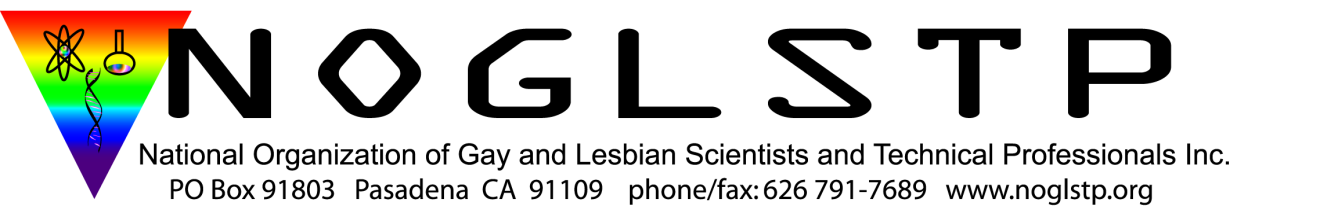 NOGLSTP
National Organization of Gay and Lesbian Scientists and Technical Professionals Inc.
PO Box 91803 Pasadena CA 91109 phone/fax: 626 791-7689 www.noglstp.org